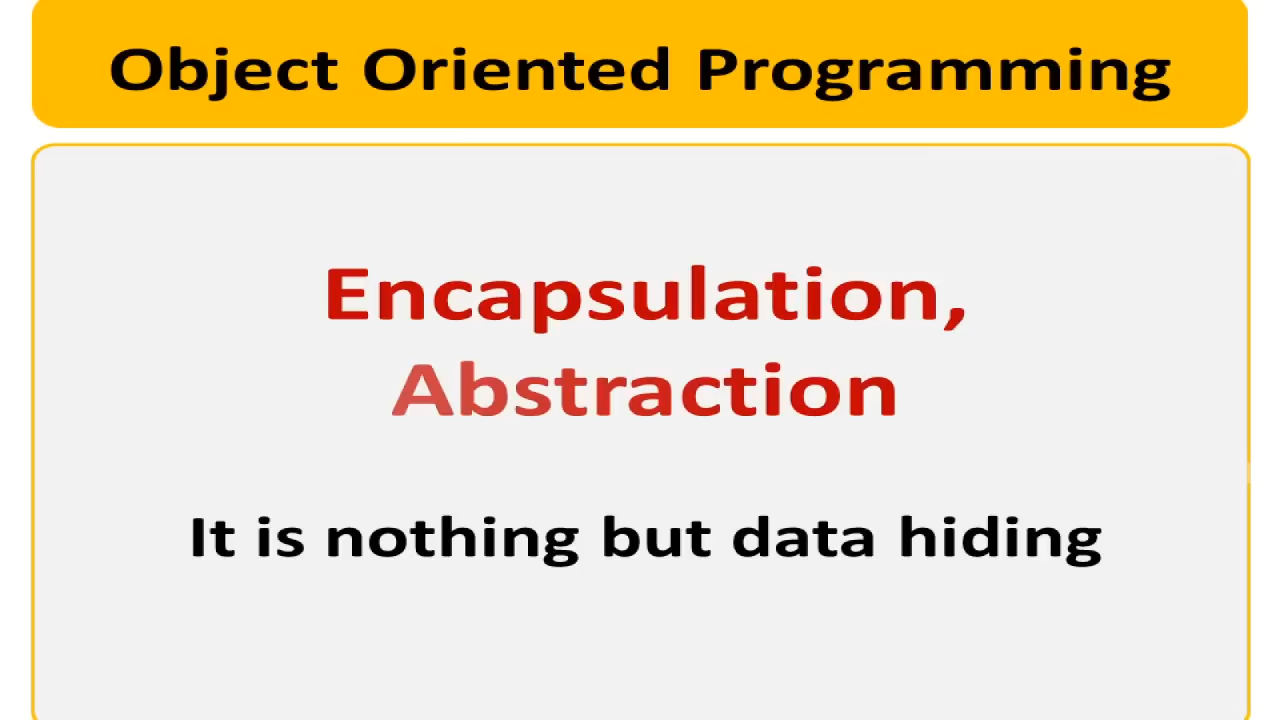 Object Oriented Programming
Encapsulation,
Abstraction
It is nothing but data hiding